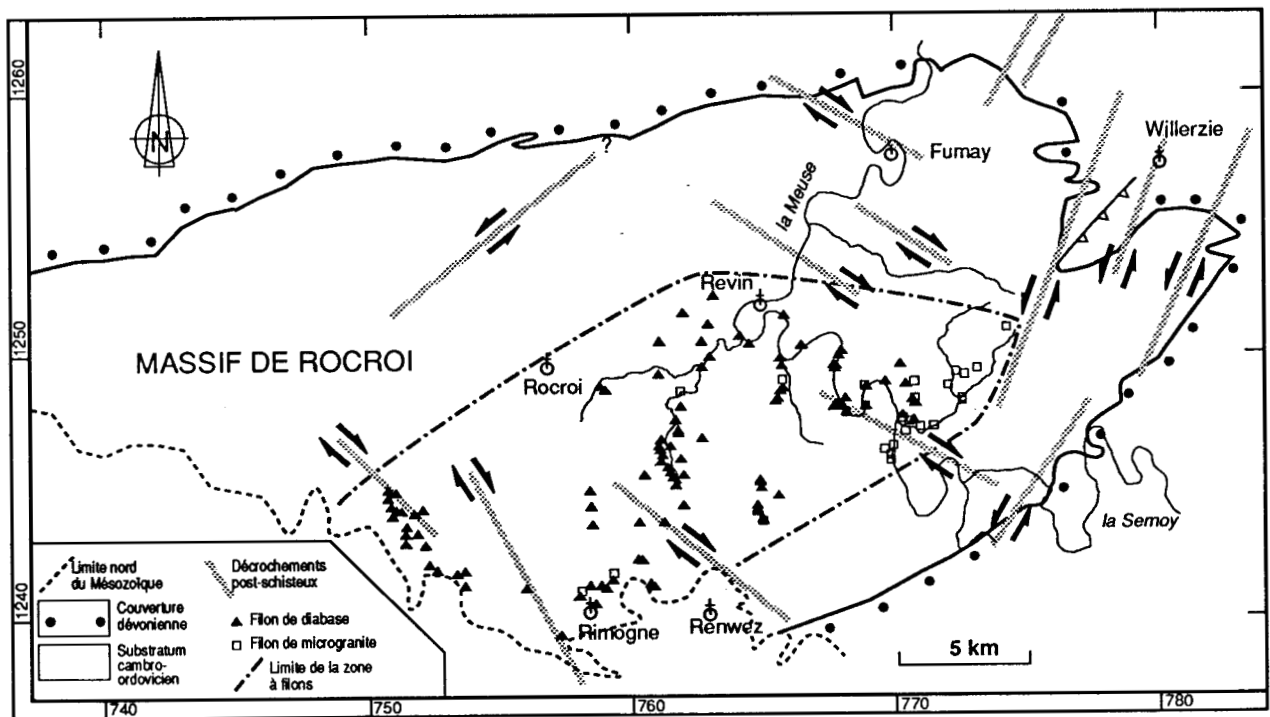 N
1260
1250
1240
740
750
760
770
780
Willerzie
Fumay
la Meuse
?
Revin
MASSIF DE ROCROI
Rocroi
la Semoy
Rimogne
Renwez
5 km
Limite nord
du Mésozoïque
Couverture
dévonienne
Substratum
cambro-
ordovicien
Décrochements
post-schisteux
Filon de diabase
Filon de microgranite
Limite de la zone
à filons